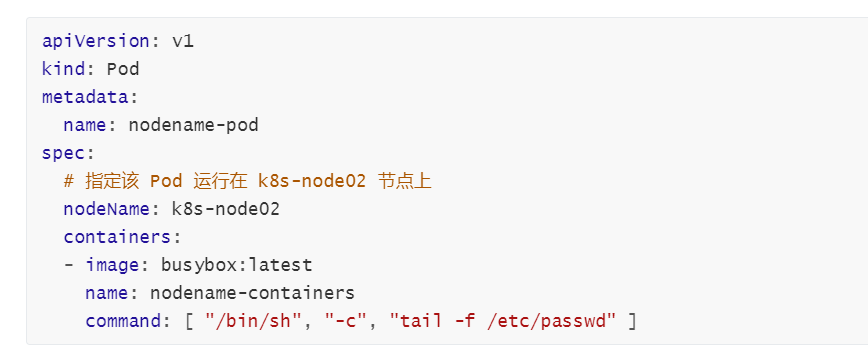 apiVersion: v1
kind: Pod
metadata:
  name: nodename-pod
spec:
  # 指定该 Pod 运行在 k8s-node02 节点上
  nodeName: k8s-node02
  containers:
  - image: busybox:latest
    name: nodename-containers
    command: [ "/bin/sh", "-c", "tail -f /etc/passwd" ]